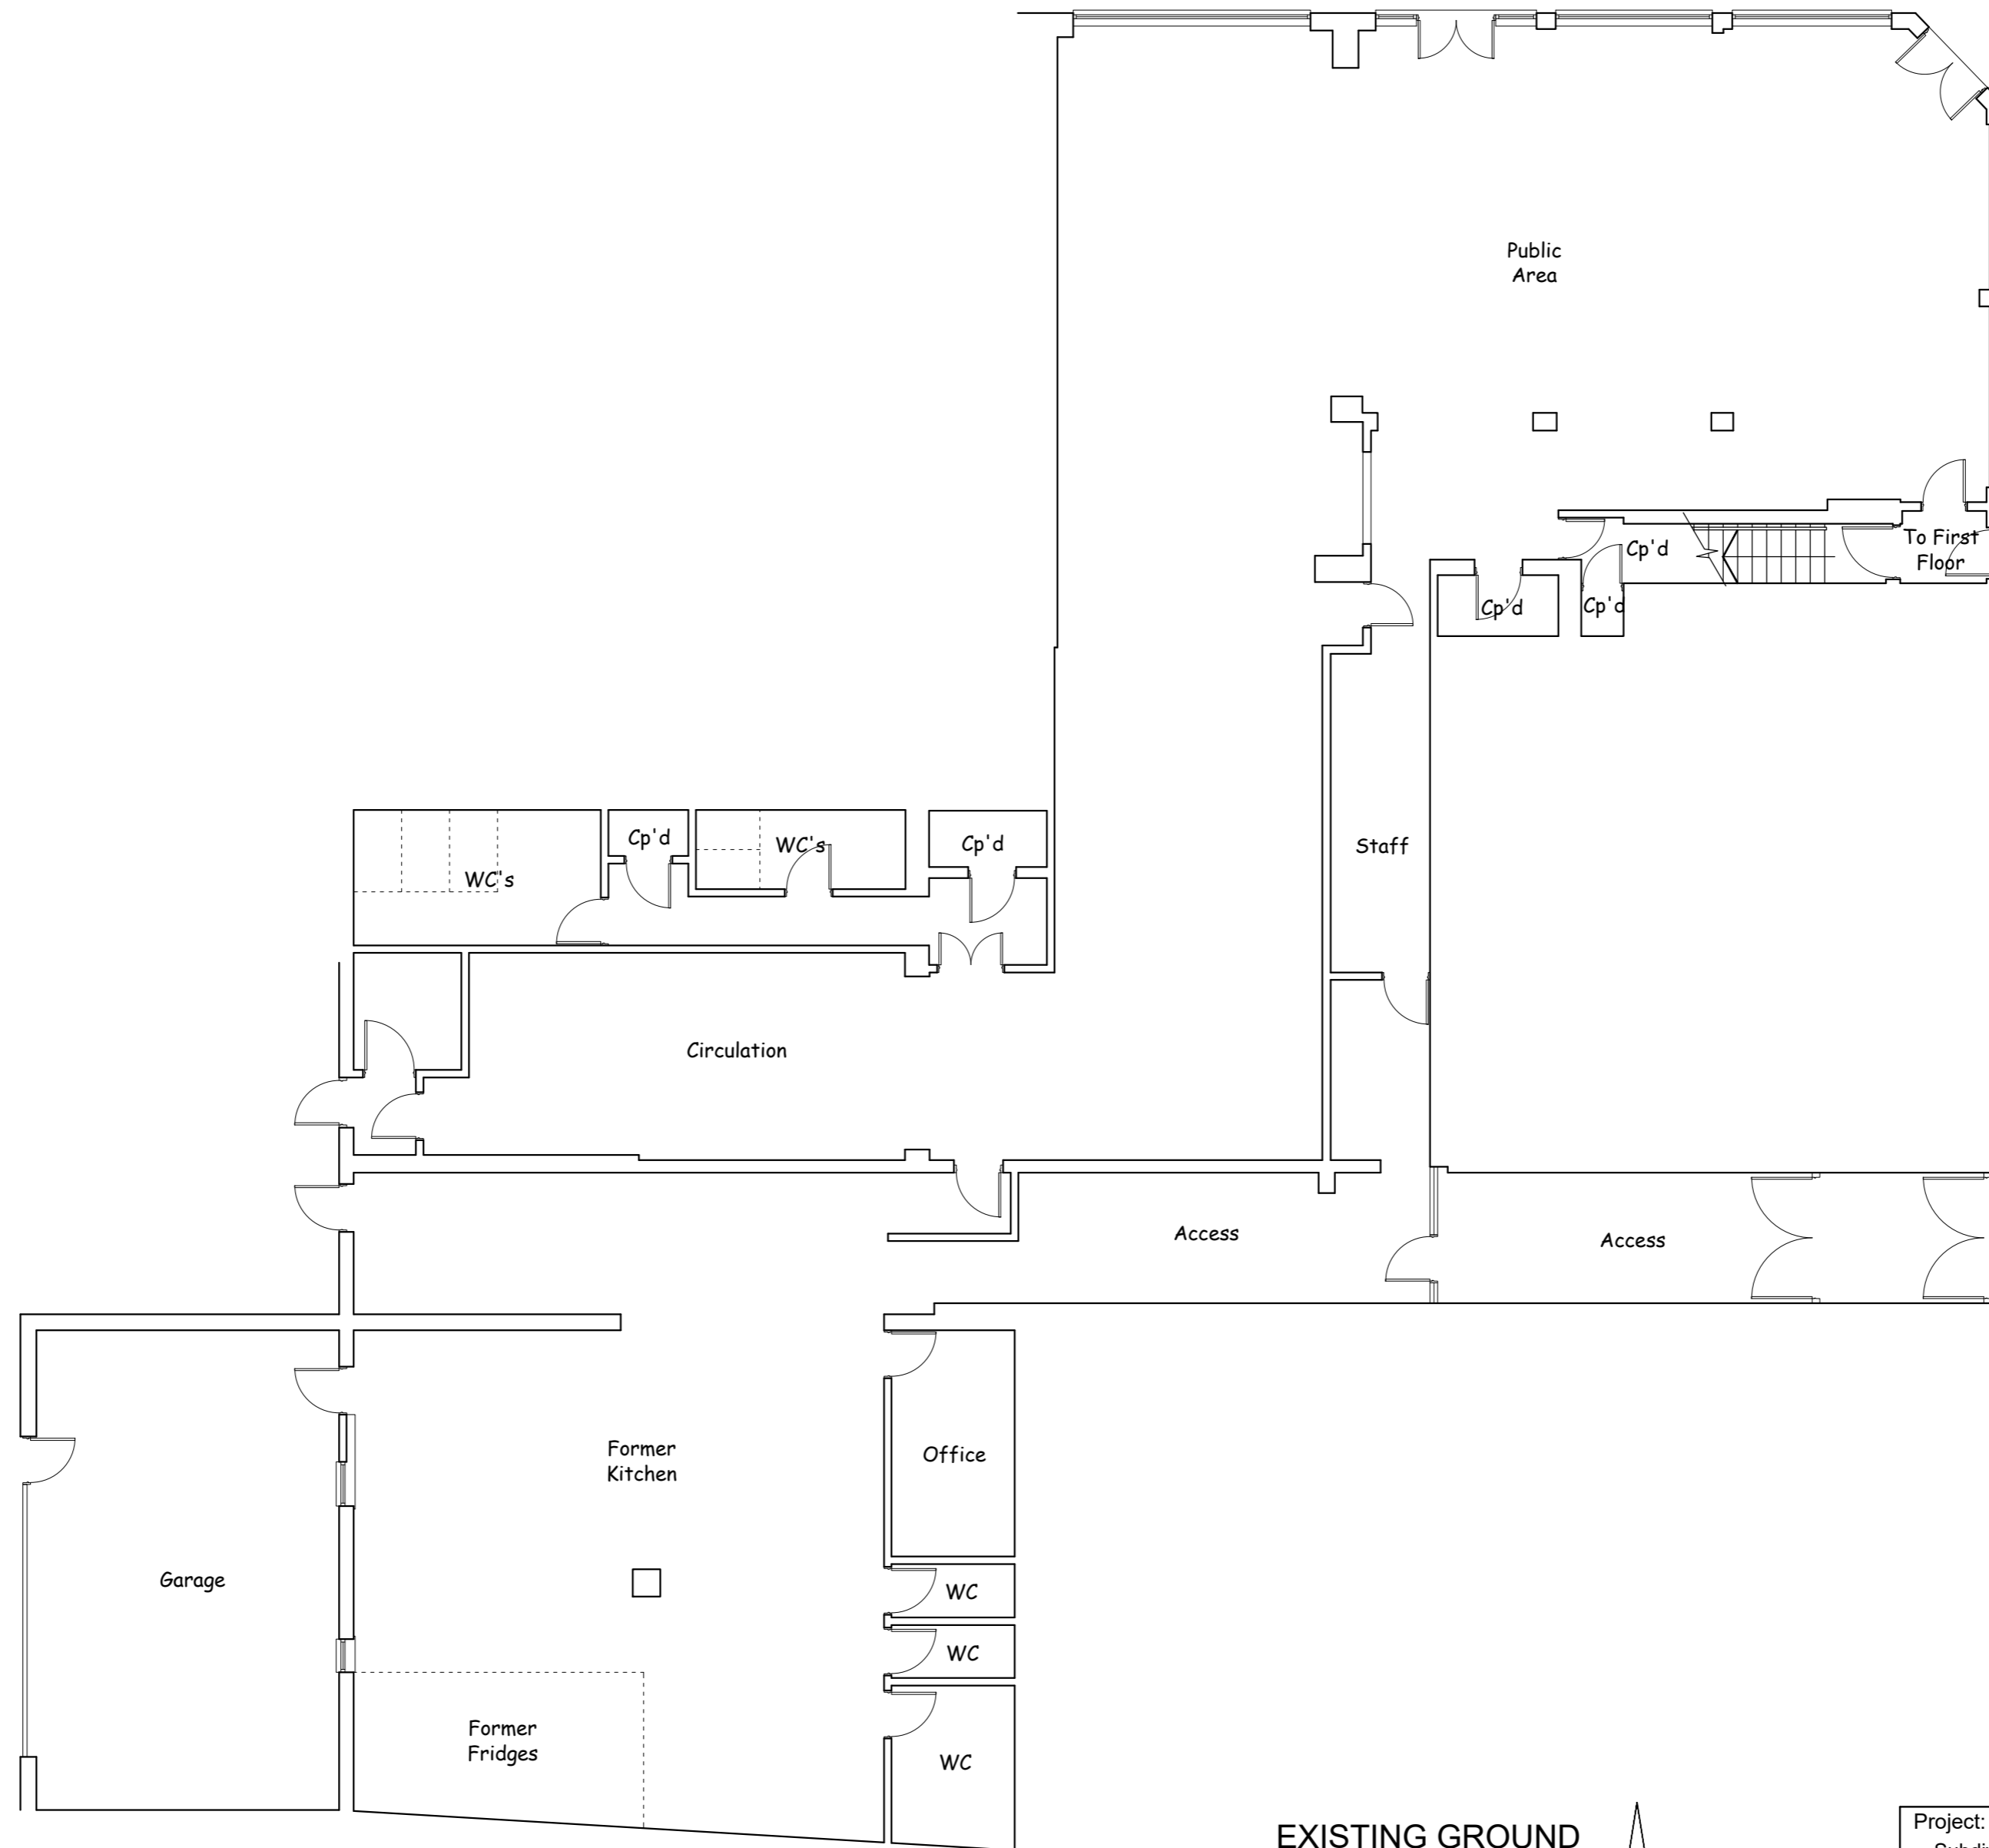 Public
Area
To First
Floor
Cp'd
Cp'd
Cp'd
Cp'd
WC's
Cp'd
Staff
WC's
Circulation
Access
Access
Former
Kitchen
Office
Garage
WC
WC
Former
Fridges
WC
EXISTING GROUND
Project: